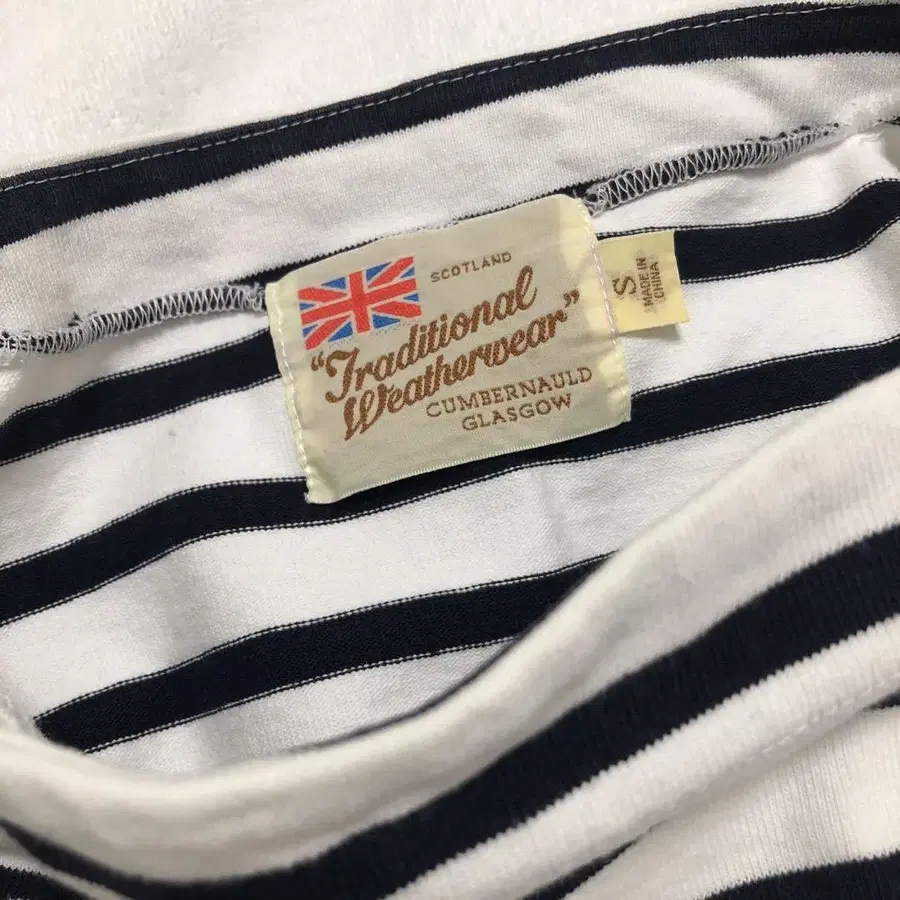 SCOTLAND
"Traditional
Weatherwear"
CUMBERNAULD
GLASGOW
S
MADE IN
CHINA